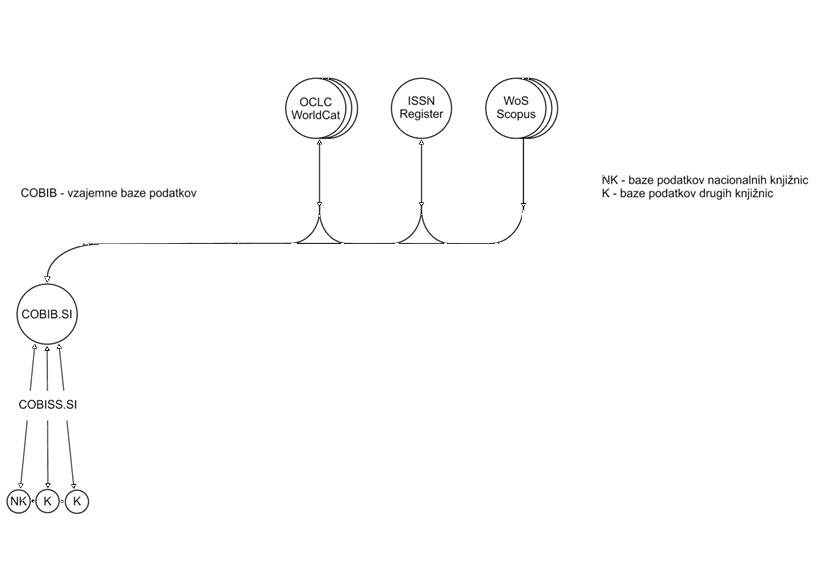 OCLC
WorldCat
ISSN
Register
WoS
Scopus
COBIB - vzajemne baze podatkov
NK - baze podatkov nacionalnih knjižnic
K - baze podatkov drugih knjižnic
COBIB.SI
COBISS.SI
NK
K
K